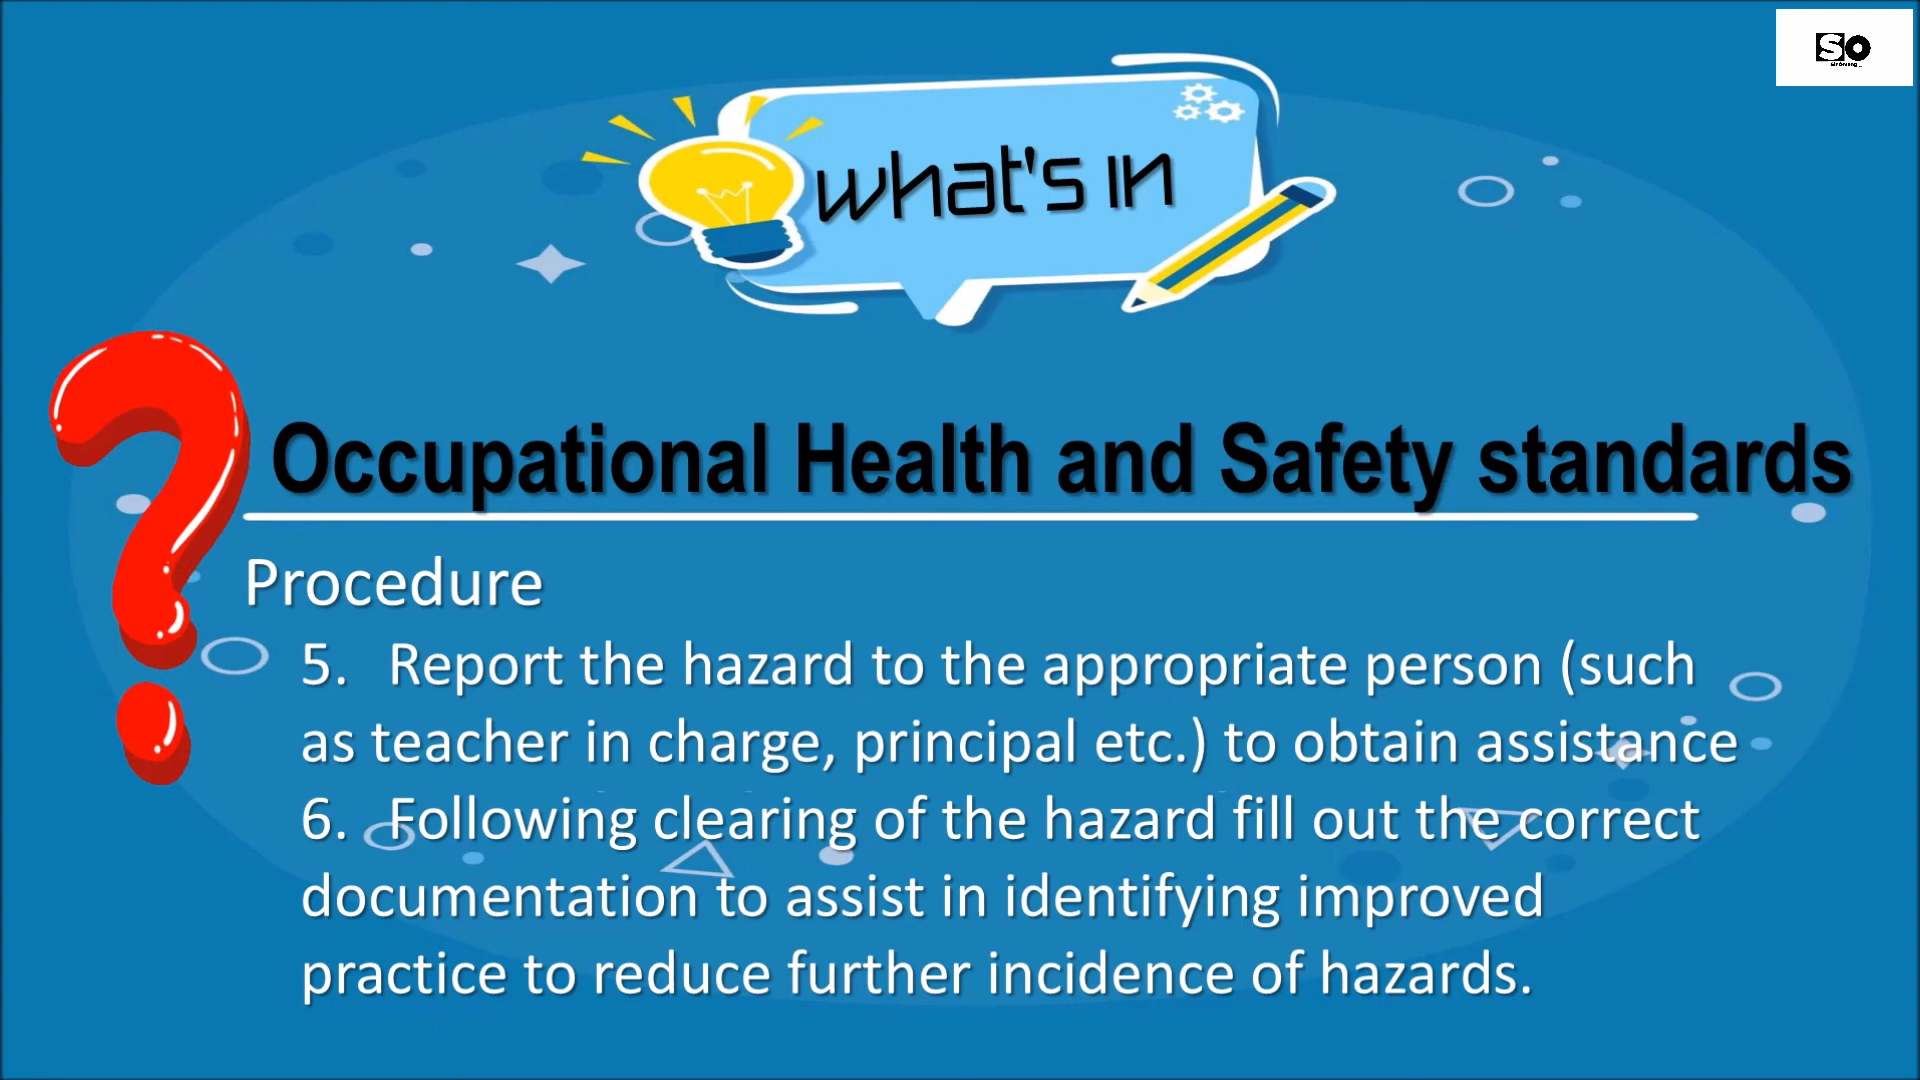 SO
what's in
Occupational Health and Safety standards
Procedure
5. Report the hazard to the appropriate person (such
as teacher in charge, principal etc.) to obtain assistance
6. Following clearing of the hazard fill out the correct
documentation to assist in identifying improved
practice to reduce further incidence of hazards.